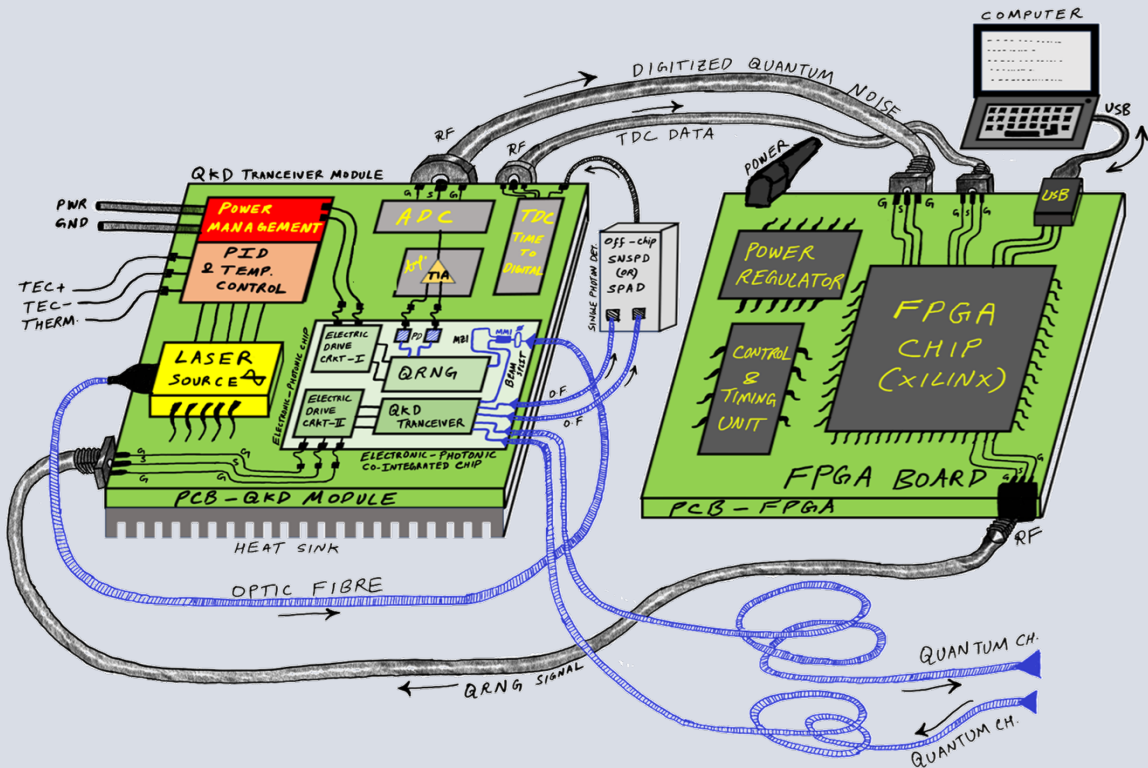 COMPUTER
DIGITIZED QUANTUM NOISE
USB
TDC DATA
RF
RF
POWER
QKD TRANCEIVER MODULE
PWR
GND
POWER
MANAGEMENT
PID
&
TEMP.
CONTROL
TEC+
TEC-
THERM.
G S G
ADC
TIA
TDC
TIME
TO
DIGITAL
OFF-CHIP
SNSPD
(OR)
SPAD
SINGLE PHOTON DET.
G S G
G S G
USB
POWER
REGULATOR
FPGA
CHIP
(XILINX)
CONTROL
&
TIMING
UNIT
LASER
SOURCE
ELECTRONIC-PHOTONIC CHIP
ELECTRIC
DRIVE
CRKT-I
PD
MZI
MMI
BEAM
SPLIT
QRNG
ELECTRIC
DRIVE
CRKT-II
QKD
TRANCEIVER
O.F
O.F
ELECTRONIC-PHOTONIC
CO-INTEGRATED CHIP
G
S
G
PCB-QKD MODULE
HEAT SINK
FPGA BOARD
G S G
PCB-FPGA
RF
OPTIC FIBRE
QRNG SIGNAL
QUANTUM CH.
QUANTUM CH.